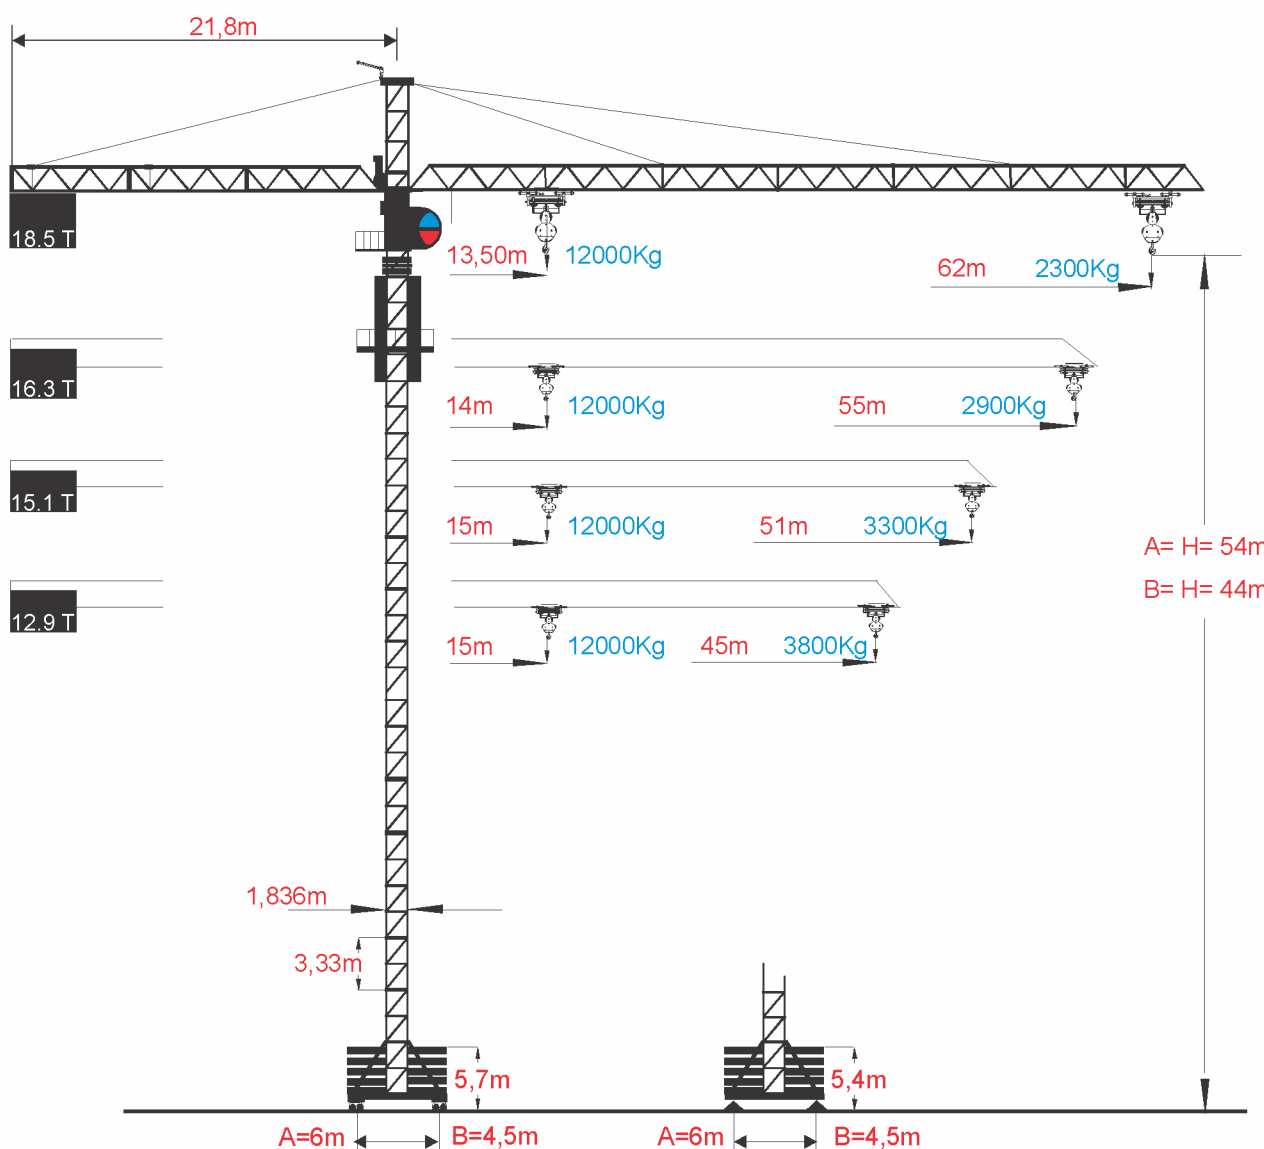 21,8m
18.5 T
13,50m 12000Kg
62m 2300Kg
16.3 T
14m 12000Kg 55m 2900Kg
15.1 T
15m 12000Kg 51m 3300Kg
A= H= 54m
B= H= 44m
12.9 T
15m 12000Kg 45m 3800Kg
1,836m
3,33m
5,7m 5,4m
A=6m B=4,5m A=6m B=4,5m